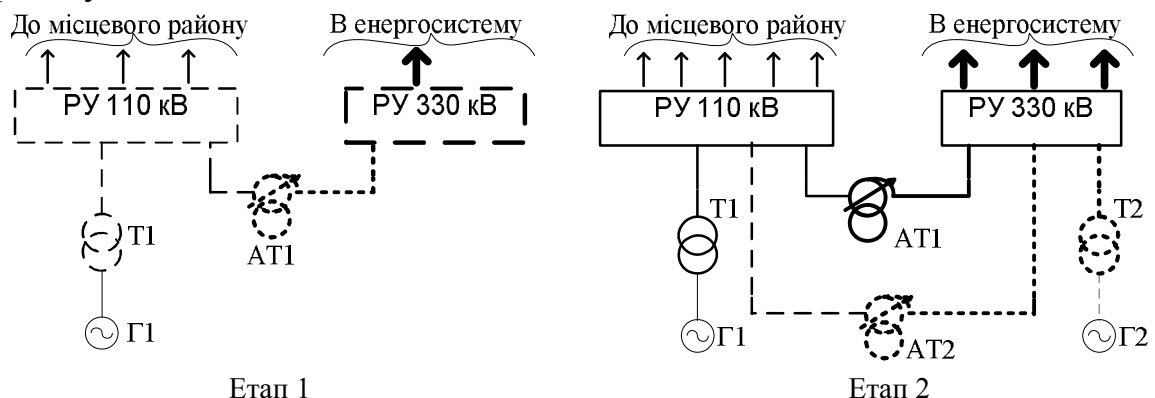 До місцевого району
В енергосистему
РУ 110 кВ
РУ 330 кВ
Т1
АТ1
Г1
Етап 1
До місцевого району
В енергосистему
РУ 110 кВ
РУ 330 кВ
Т1
АТ1
Т2
Г1
АТ2
Г2
Етап 2